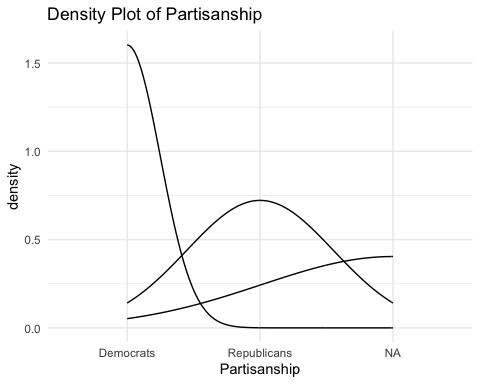 Density Plot of Partisanship
density
1.5
1.0
0.5
0.0
Democrats Republicans NA
Partisanship